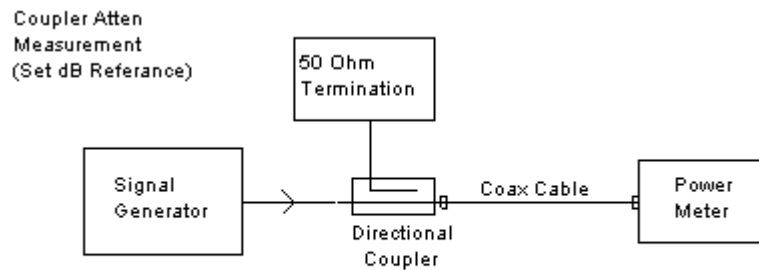 Coupler Atten
Measurement
(Set dB Referance)
50 Ohm
Termination
Signal
Generator
Coax Cable
Power
Meter
Directional
Coupler